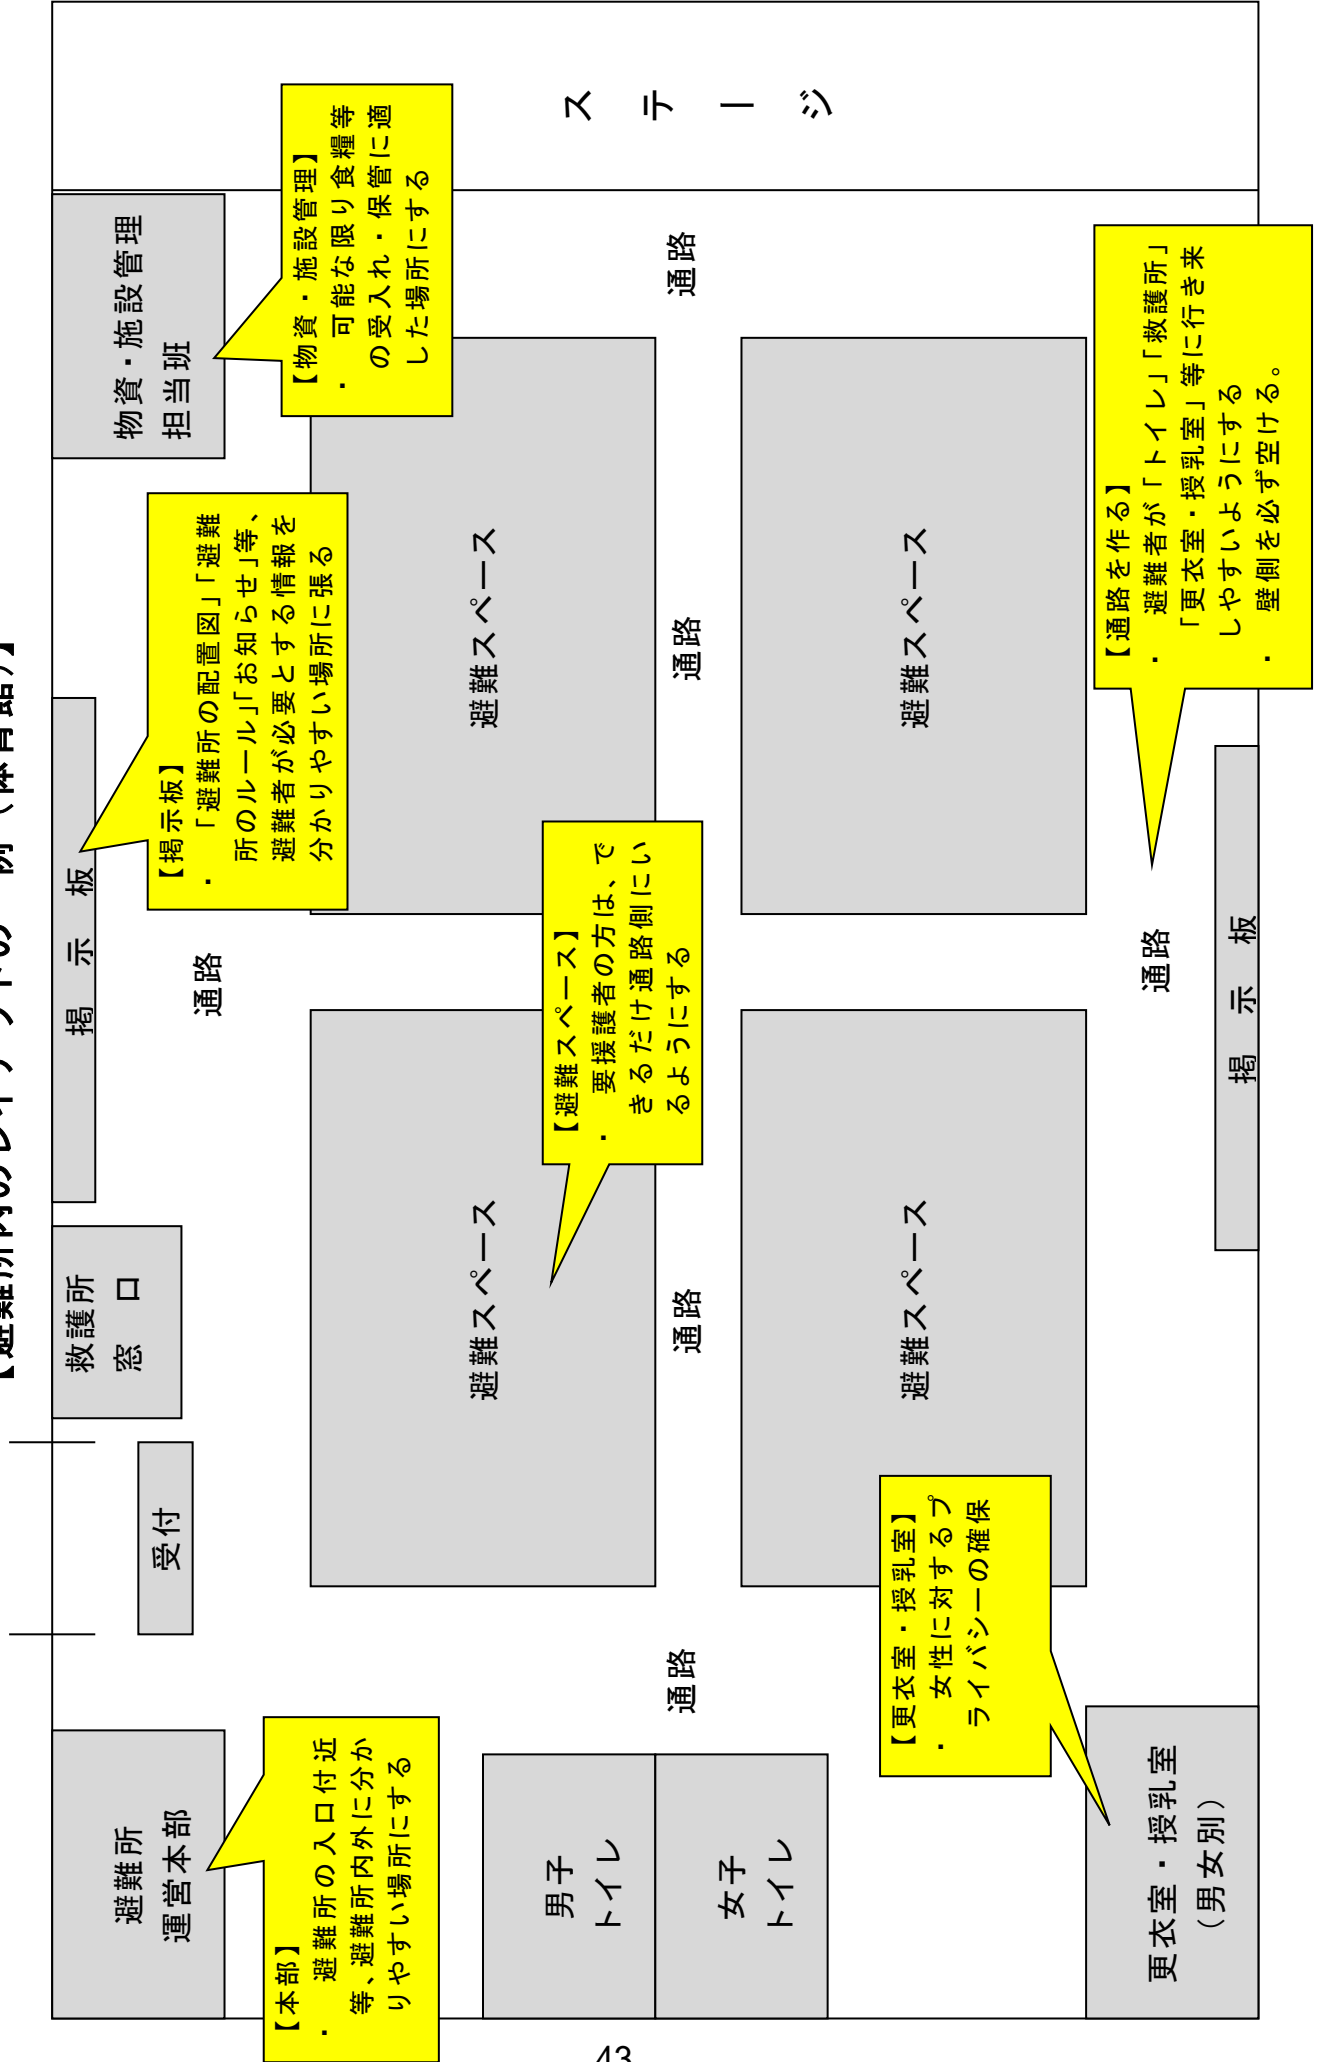 【避難所内のレイアウトの一例（体育館）】
避難所
運営本部
受付
救護所
窓　口
掲　示　板
物資・施設管理
担当班
【本部】
・　避難所の入口付近
等、避難所内外に分か
りやすい場所にする
通路
【掲示板】
・　「避難所の配置図」「避難
所のルール」「お知らせ」等、
避難者が必要とする情報を
分かりやすい場所に張る
【物資・施設管理】
・　可能な限り食糧等
の受入れ・保管に適
した場所にする
ステージ
避難スペース
避難スペース
男子
トイレ
女子
トイレ
【避難スペース】
・　要援護者の方は、で
きるだけ通路側にい
るようにする
通路
通路
通路
通路
避難スペース
避難スペース
【更衣室・授乳室】
・　女性に対するプ
ライバシーの確保
【通路を作る】
・　避難者が「トイレ」「救護所」
「更衣室・授乳室」等に行き来
しやすいようにする
・　壁側を必ず空ける。
更衣室・授乳室
（男女別）
通路
掲　示　板
43